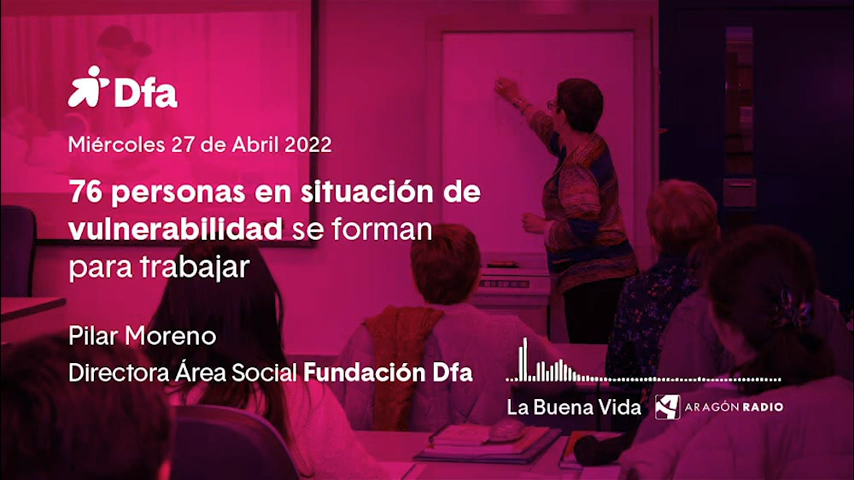 Dfa
Miércoles 27 de Abril 2022
76 personas en situación de
vulnerabilidad se forman
para trabajar
Pilar Moreno
Directora Área Social Fundación Dfa
La Buena Vida ARAGÓN RADIO